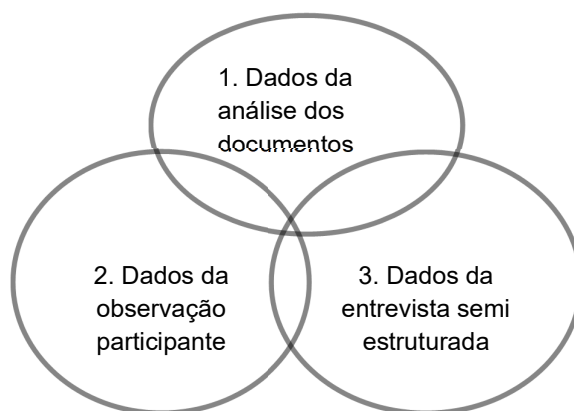 1. Dados da
análise dos
documentos
2. Dados da
observação
participante
3. Dados da
entrevista semi
estruturada